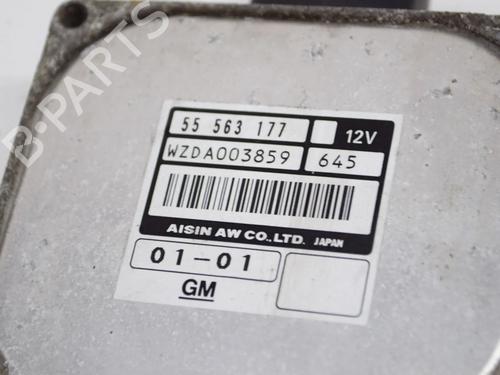 B-PARTS
55 563 177 12V
WZDA003859 645
AISIN AW CO.,LTD. JAPAN
01-01
GM